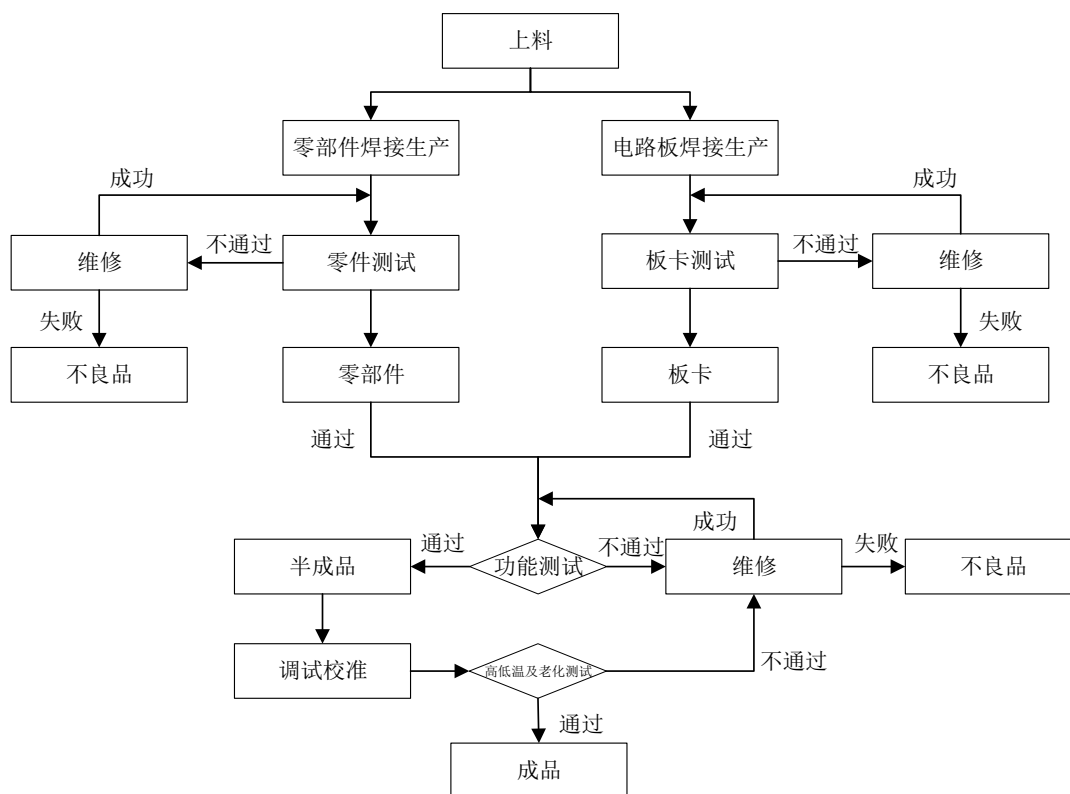 上料
零部件焊接生产
电路板焊接生产
成功
成功
维修
不通过
零件测试
板卡测试
不通过
维修
失败
失败
不良品
零部件
板卡
不良品
通过
通过
成功
半成品
通过
功能测试
不通过
维修
失败
不良品
调试校准
高低温及老化测试
不通过
通过
成品